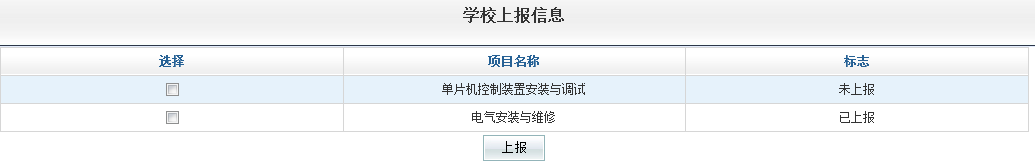 学校上报信息
选择 项目名称 标志
单片机控制装置安装与调试 未上报
电气安装与维修 已上报
上报